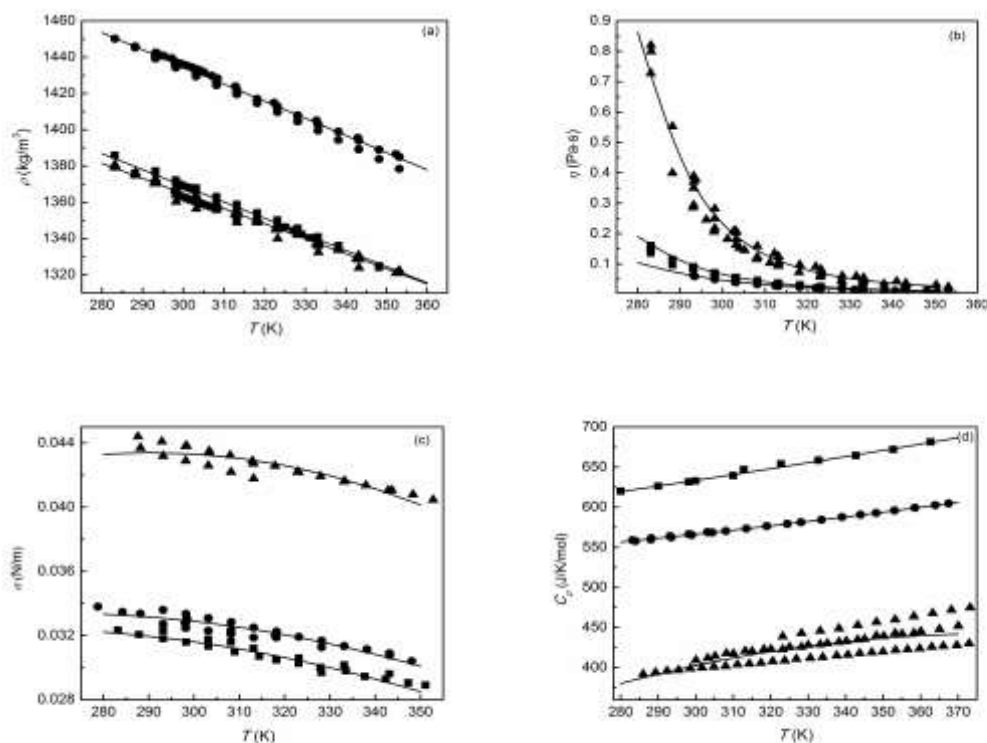 (a)
1460
1440
1420
1400
1380
1360
1340
1320
280 290 300 310 320 330 340 350 360
ρ (kg/m³)
T (K)
(b)
0.9
0.8
0.7
0.6
0.5
0.4
0.3
0.2
0.1
280 290 300 310 320 330 340 350 360
η (Pa·s)
T (K)
(c)
0.044
0.040
0.036
0.032
0.028
280 290 300 310 320 330 340 350
σ (N/m)
T (K)
(d)
700
650
600
550
500
450
400
280 290 300 310 320 330 340 350 360 370
Cp (J/K/mol)
T (K)